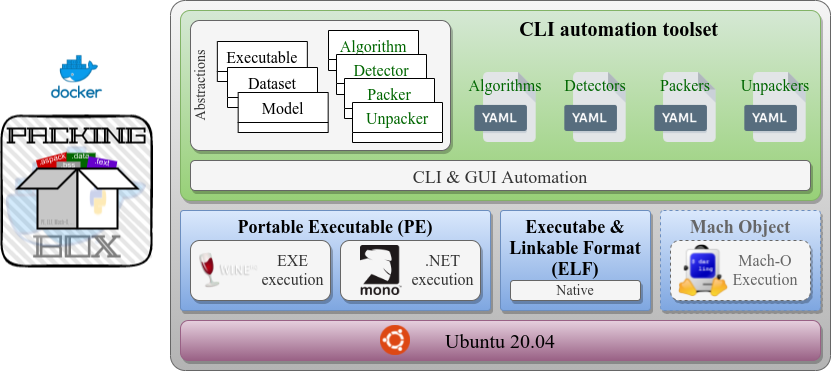 docker
PACKING
.aspack
.data
.text
BOX
CLI automation toolset
Abstractions
Executable
Dataset
Model
Algorithm
Detector
Packer
Unpacker
Algorithms
Detectors
Packers
Unpackers
YAML
YAML
YAML
YAML
CLI & GUI Automation
Portable Executable (PE)
WINE
EXE
execution
mono
.NET
execution
Executabe &
Linkable Format
(ELF)
Native
Mach Object
Mach-O
Execution
Ubuntu 20.04